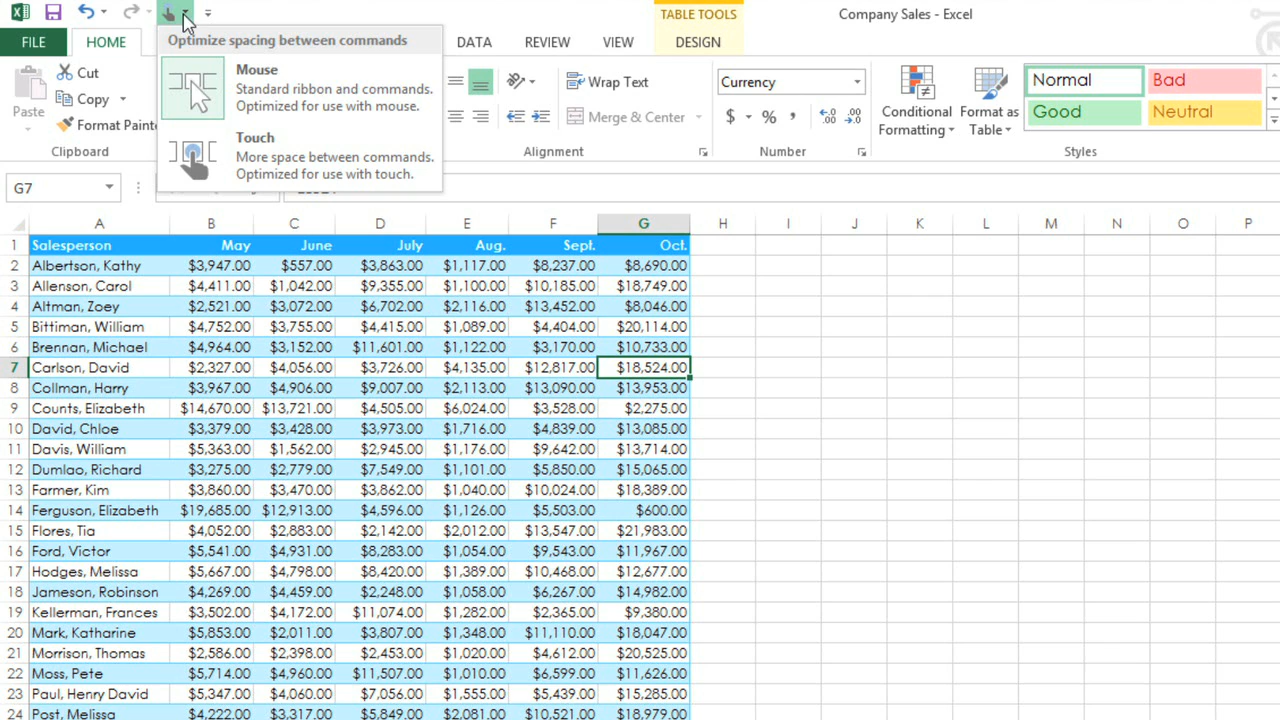 TABLE TOOLS
Company Sales - Excel
FILE
HOME
DATA
REVIEW
VIEW
DESIGN
Optimize spacing between commands
Mouse
Standard ribbon and commands.
Optimized for use with mouse.
Touch
More space between commands.
Optimized for use with touch.
Paste
Cut
Copy
Format Painte
Clipboard
Wrap Text
Merge & Center
Alignment
Currency
$ % ,
Number
Conditional
Formatting
Format as
Table
Normal
Bad
Good
Neutral
Styles
G7
A B C D E F G H I J K L M N O P
1 Salesperson May June July Aug. Sept. Oct.
2 Albertson, Kathy $3,947.00 $557.00 $3,863.00 $1,117.00 $8,237.00 $8,690.00
3 Allenson, Carol $4,411.00 $1,042.00 $9,355.00 $1,100.00 $10,185.00 $18,749.00
4 Altman, Zoey $2,521.00 $3,072.00 $6,702.00 $2,116.00 $13,452.00 $8,046.00
5 Bittiman, William $4,752.00 $3,755.00 $4,415.00 $1,089.00 $4,404.00 $20,114.00
6 Brennan, Michael $4,964.00 $3,152.00 $11,601.00 $1,122.00 $3,170.00 $10,733.00
7 Carlson, David $2,327.00 $4,056.00 $3,726.00 $4,135.00 $12,817.00 $18,524.00
8 Collman, Harry $3,967.00 $4,906.00 $9,007.00 $2,113.00 $13,090.00 $13,953.00
9 Counts, Elizabeth $14,670.00 $13,721.00 $4,505.00 $6,024.00 $3,528.00 $2,275.00
10 David, Chloe $3,379.00 $3,428.00 $3,973.00 $1,716.00 $4,839.00 $13,085.00
11 Davis, William $5,363.00 $1,562.00 $2,945.00 $1,176.00 $9,642.00 $13,714.00
12 Dumlao, Richard $3,275.00 $2,779.00 $7,549.00 $1,101.00 $5,850.00 $15,065.00
13 Farmer, Kim $3,860.00 $3,470.00 $3,862.00 $1,040.00 $10,024.00 $18,389.00
14 Ferguson, Elizabeth $19,685.00 $12,913.00 $4,596.00 $1,126.00 $5,503.00 $600.00
15 Flores, Tia $4,052.00 $2,883.00 $2,142.00 $2,012.00 $13,547.00 $21,983.00
16 Ford, Victor $5,541.00 $4,931.00 $8,283.00 $1,054.00 $9,543.00 $11,967.00
17 Hodges, Melissa $5,667.00 $4,798.00 $8,420.00 $1,389.00 $10,468.00 $12,677.00
18 Jameson, Robinson $4,269.00 $4,459.00 $2,248.00 $1,058.00 $6,267.00 $14,982.00
19 Kellerman, Frances $3,502.00 $4,172.00 $11,074.00 $1,282.00 $2,365.00 $9,380.00
20 Mark, Katharine $5,853.00 $2,011.00 $3,807.00 $1,348.00 $11,110.00 $18,047.00
21 Morrison, Thomas $2,586.00 $2,398.00 $2,453.00 $1,020.00 $4,612.00 $20,525.00
22 Moss, Pete $5,714.00 $4,960.00 $11,507.00 $1,010.00 $6,599.00 $11,626.00
23 Paul, Henry David $5,347.00 $4,060.00 $7,056.00 $1,555.00 $5,439.00 $15,285.00
24 Post, Melissa $4,222.00 $3,317.00 $5,849.00 $2,081.00 $10,521.00 $18,979.00